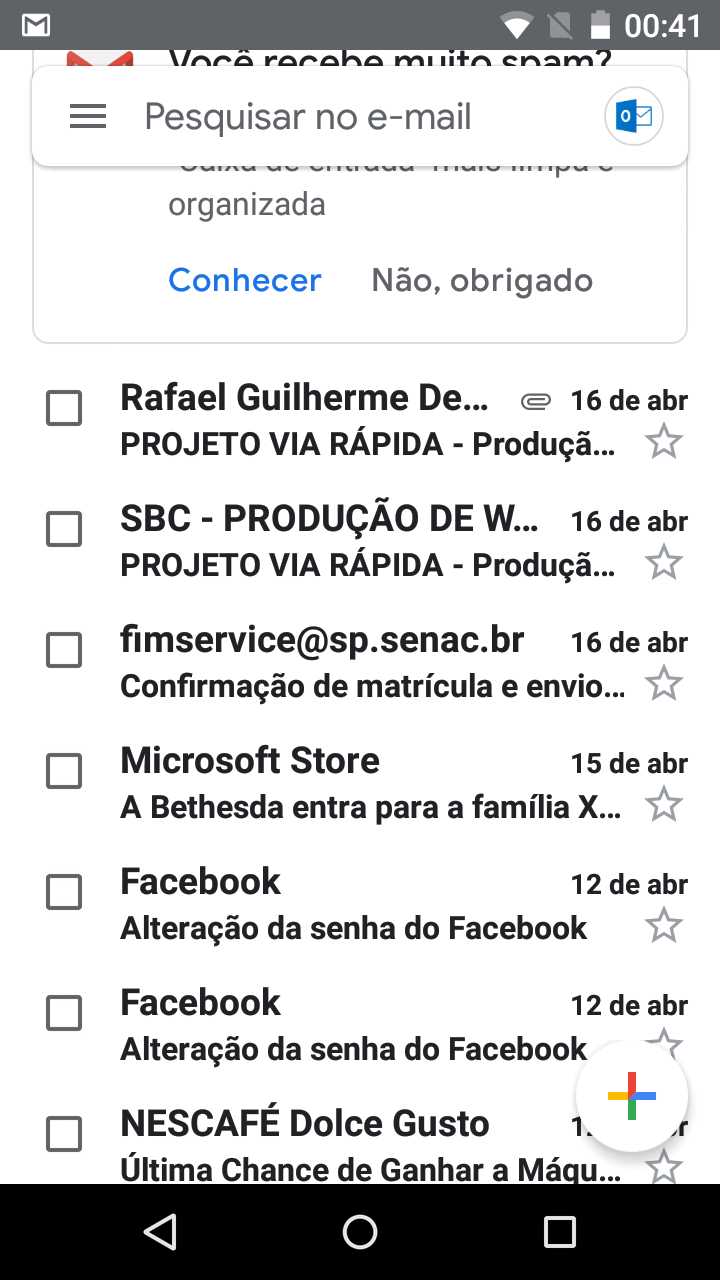 00:41
Você recebe muito spam?
Pesquisar no e-mail
"Caixa de entrada" mais limpa e
organizada
Conhecer Não, obrigado
Rafael Guilherme De... 16 de abr
PROJETO VIA RÁPIDA - Produçã...
SBC - PRODUÇÃO DE W... 16 de abr
PROJETO VIA RÁPIDA - Produçã...
fimservice@sp.senac.br 16 de abr
Confirmação de matrícula e envio...
Microsoft Store 15 de abr
A Bethesda entra para a família X...
Facebook 12 de abr
Alteração da senha do Facebook
Facebook 12 de abr
Alteração da senha do Facebook
NESCAFÉ Dolce Gusto
Última Chance de Ganhar a Máqu...